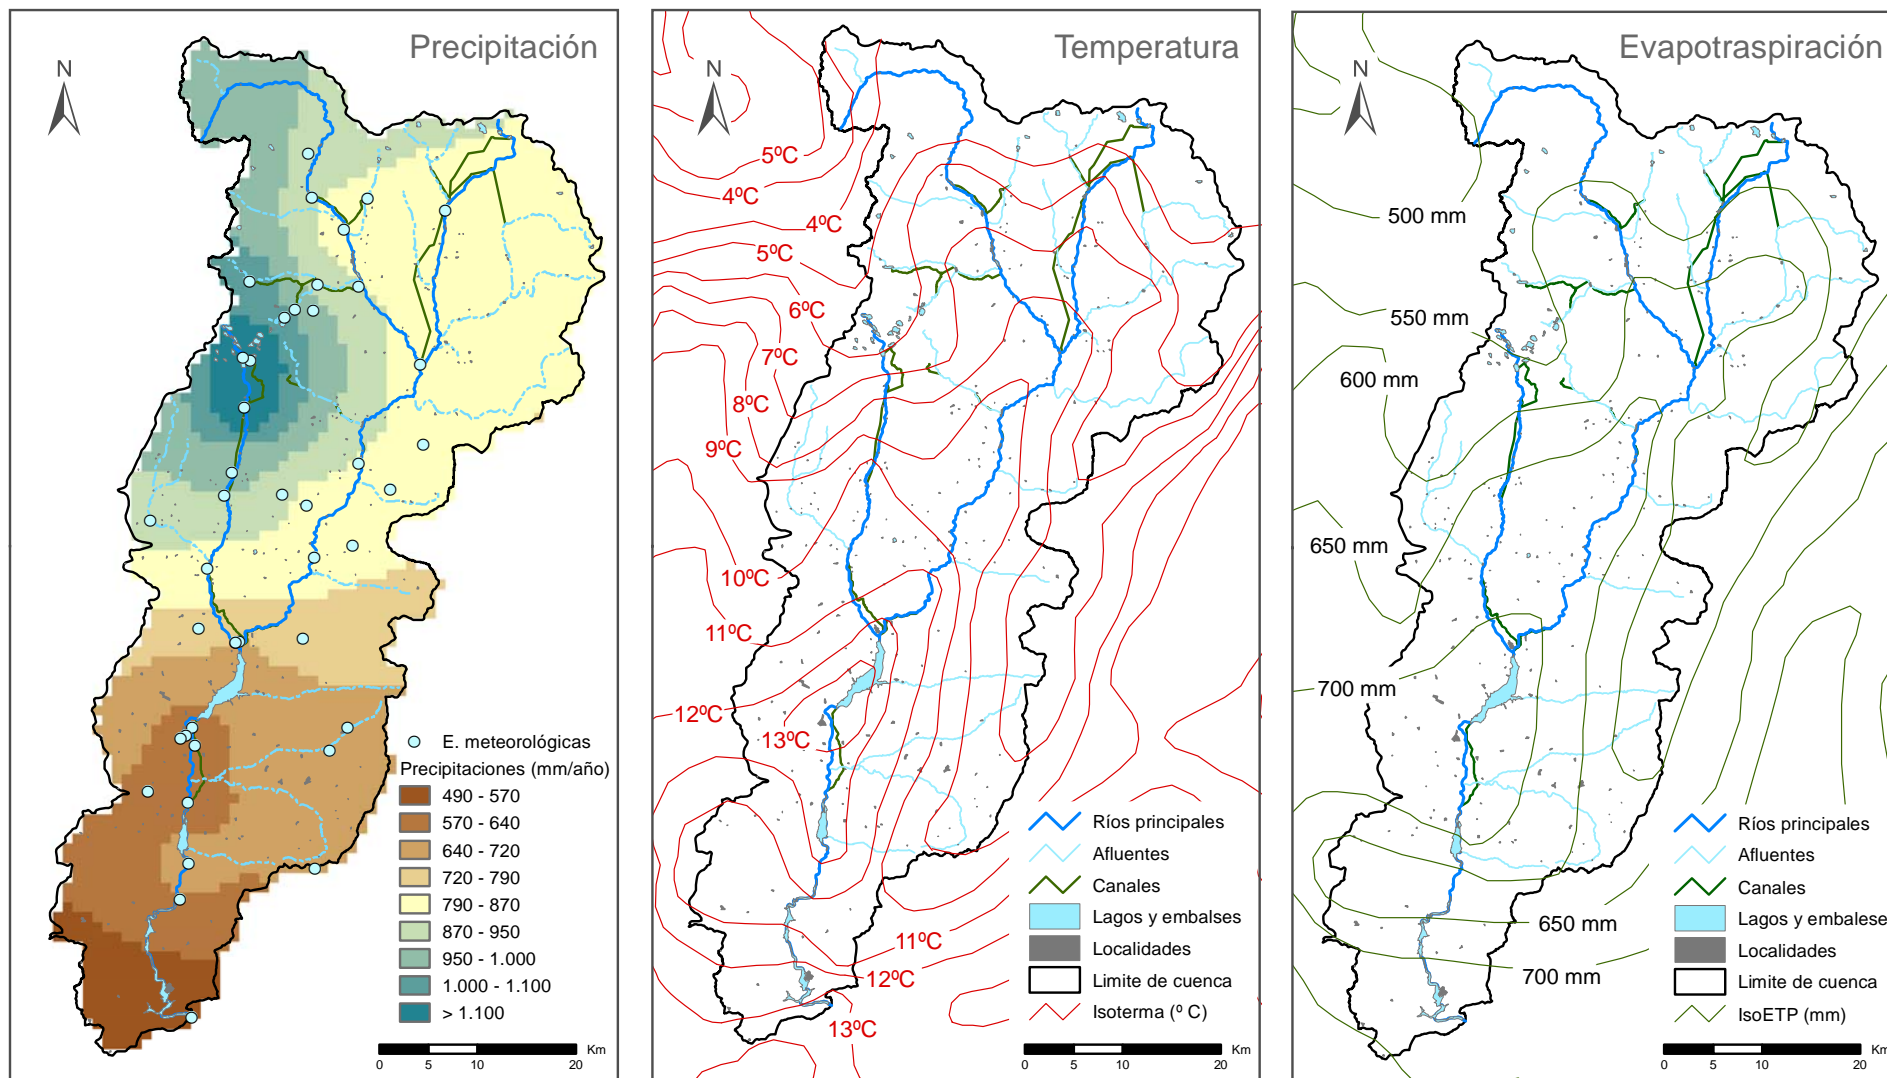 Precipitación
N
E. meteorológicas
Precipitaciones (mm/año)
490 - 570
570 - 640
640 - 720
720 - 790
790 - 870
870 - 950
950 - 1.000
1.000 - 1.100
> 1.100
Km
0 5 10 20
Temperatura
N
5ºC
4ºC
4ºC
5ºC
6ºC
7ºC
8ºC
9ºC
10ºC
11ºC
12ºC
13ºC
11ºC
12ºC
13ºC
Ríos principales
Afluentes
Canales
Lagos y embalses
Localidades
Limite de cuenca
Isoterma (º C)
Km
0 5 10 20
Evapotraspiración
N
500 mm
550 mm
600 mm
650 mm
700 mm
650 mm
700 mm
Ríos principales
Afluentes
Canales
Lagos y embalese
Localidades
Limite de cuenca
IsoETP (mm)
Km
0 5 10 20